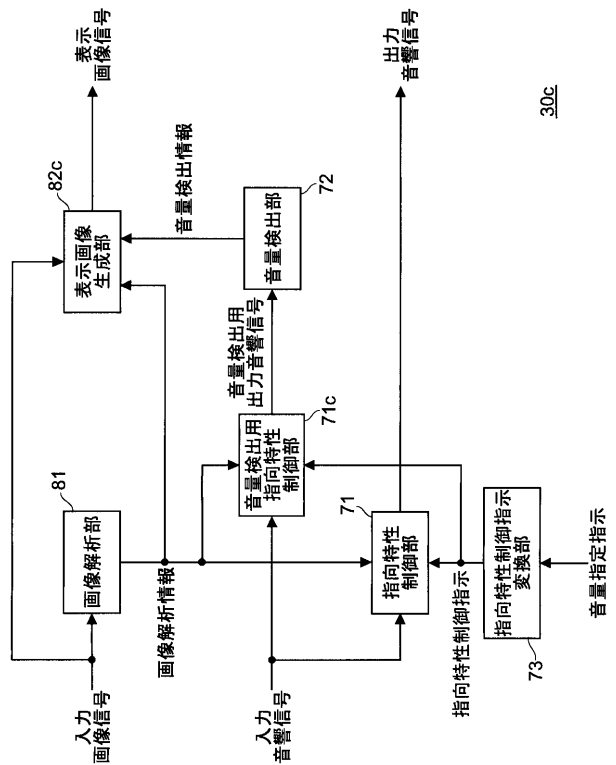 入力
画像信号
81
画像解析部
画像解析情報
82c
表示画像
生成部
表示
画像信号
音量検出情報
72
音量検出部
音量検出用
出力音響信号
71c
音量検出用
指向特性
制御部
入力
音響信号
71
指向特性
制御部
出力
音響信号
指向特性制御指示
指向特性制御指示
変換部
73
音量指定指示
30c